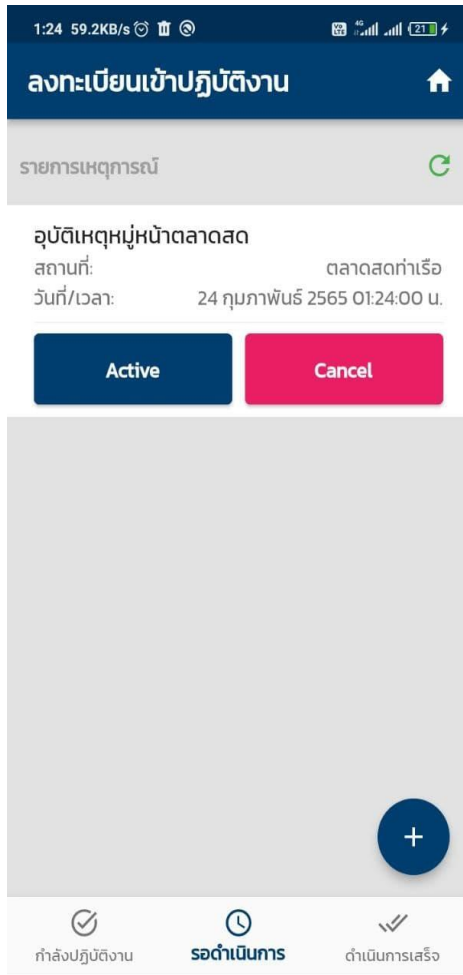 1:24 59.2KB/s Vo LTE 4G 21
ลงทะเบียนเข้าปฏิบัติงาน
รายการเหตุการณ์
อุบัติเหตุหมู่หน้าตลาดสด
สถานที่: ตลาดสดท่าเรือ
วันที่/เวลา: 24 กุมภาพันธ์ 2565 01:24:00 น.
Active Cancel
+
กำลังปฏิบัติงาน รอดำเนินการ ดำเนินการเสร็จ